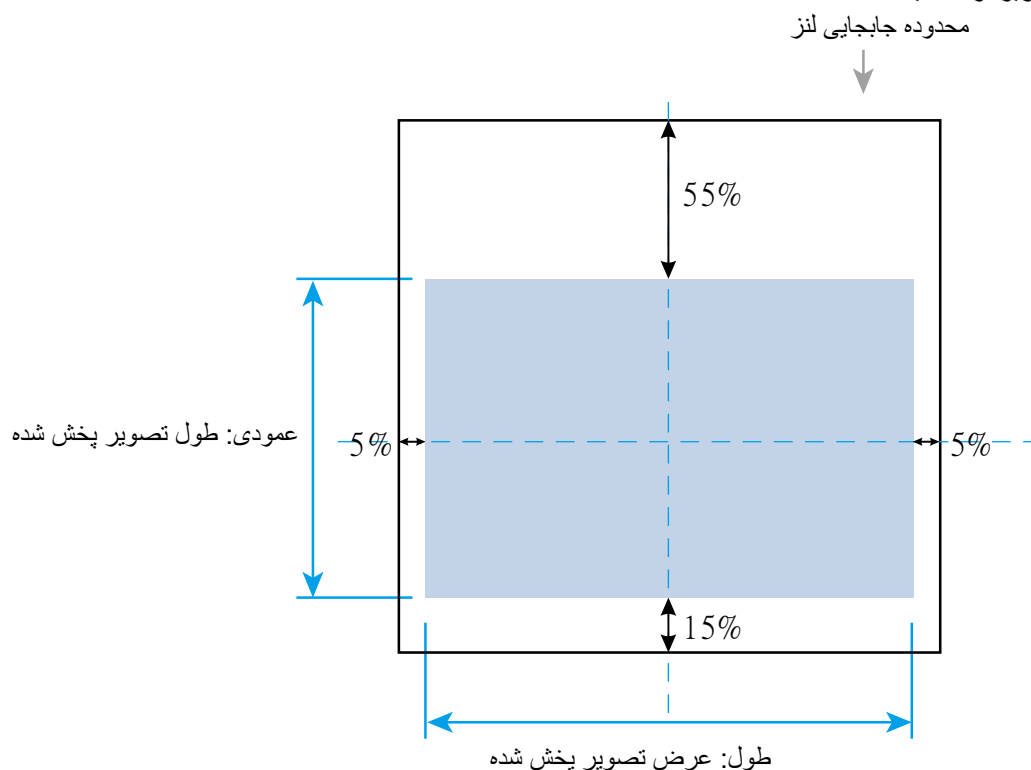 محدوده جابجایی لنز
55%
عمودی: طول تصویر پخش شده
5%
5%
15%
طول: عرض تصویر پخش شده